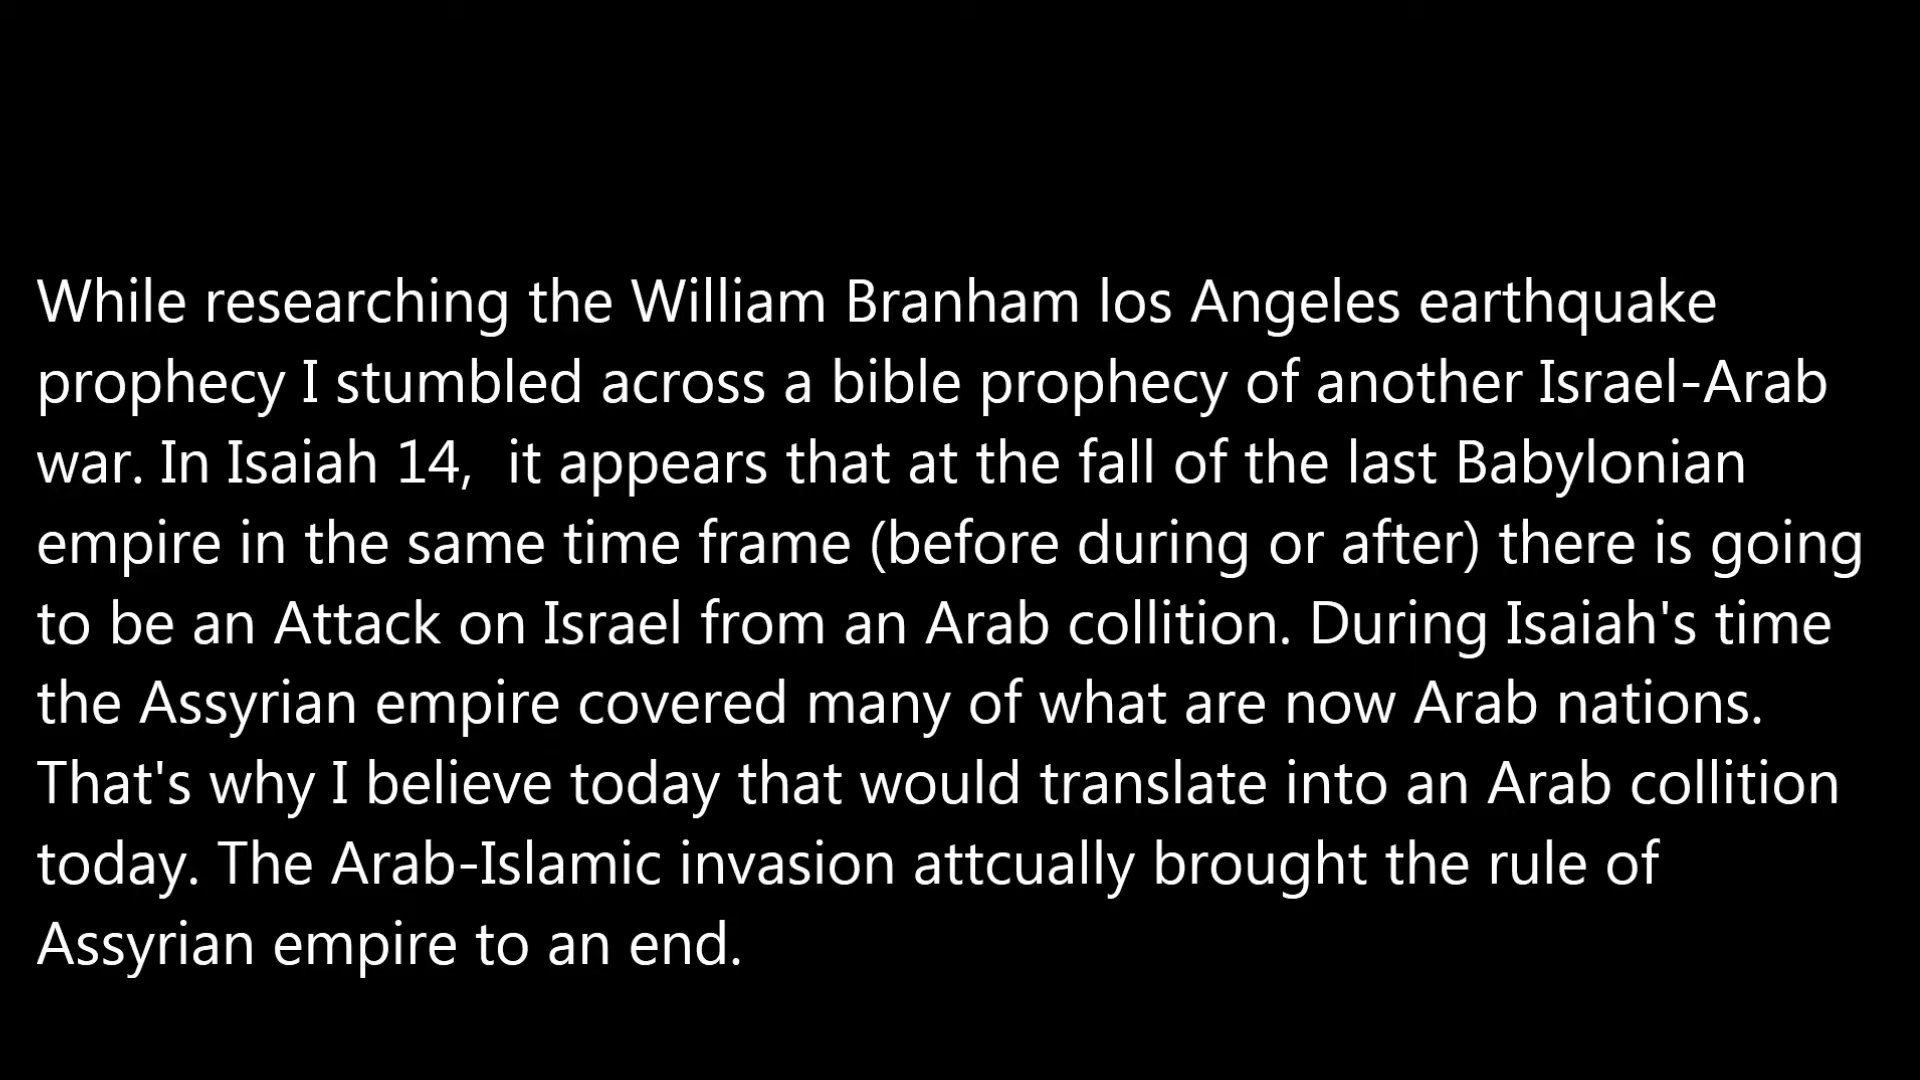 While researching the William Branham los Angeles earthquake
prophecy I stumbled across a bible prophecy of another Israel-Arab
war. In Isaiah 14,  it appears that at the fall of the last Babylonian
empire in the same time frame (before during or after) there is going
to be an Attack on Israel from an Arab collition. During Isaiah's time
the Assyrian empire covered many of what are now Arab nations.
That's why I believe today that would translate into an Arab collition
today. The Arab-Islamic invasion attcually brought the rule of
Assyrian empire to an end.